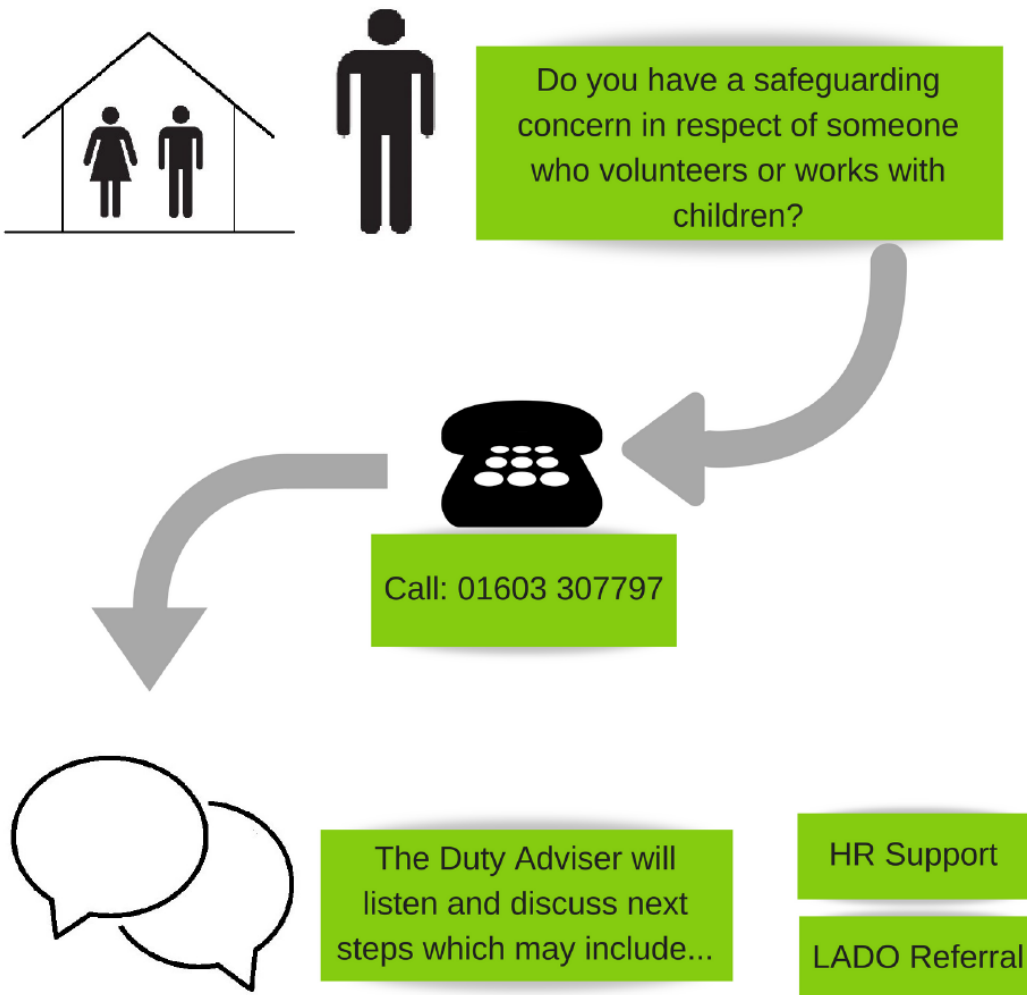 Do you have a safeguarding
concern in respect of someone
who volunteers or works with
children?
Call: 01603 307797
The Duty Adviser will
listen and discuss next
steps which may include...
HR Support
LADO Referral